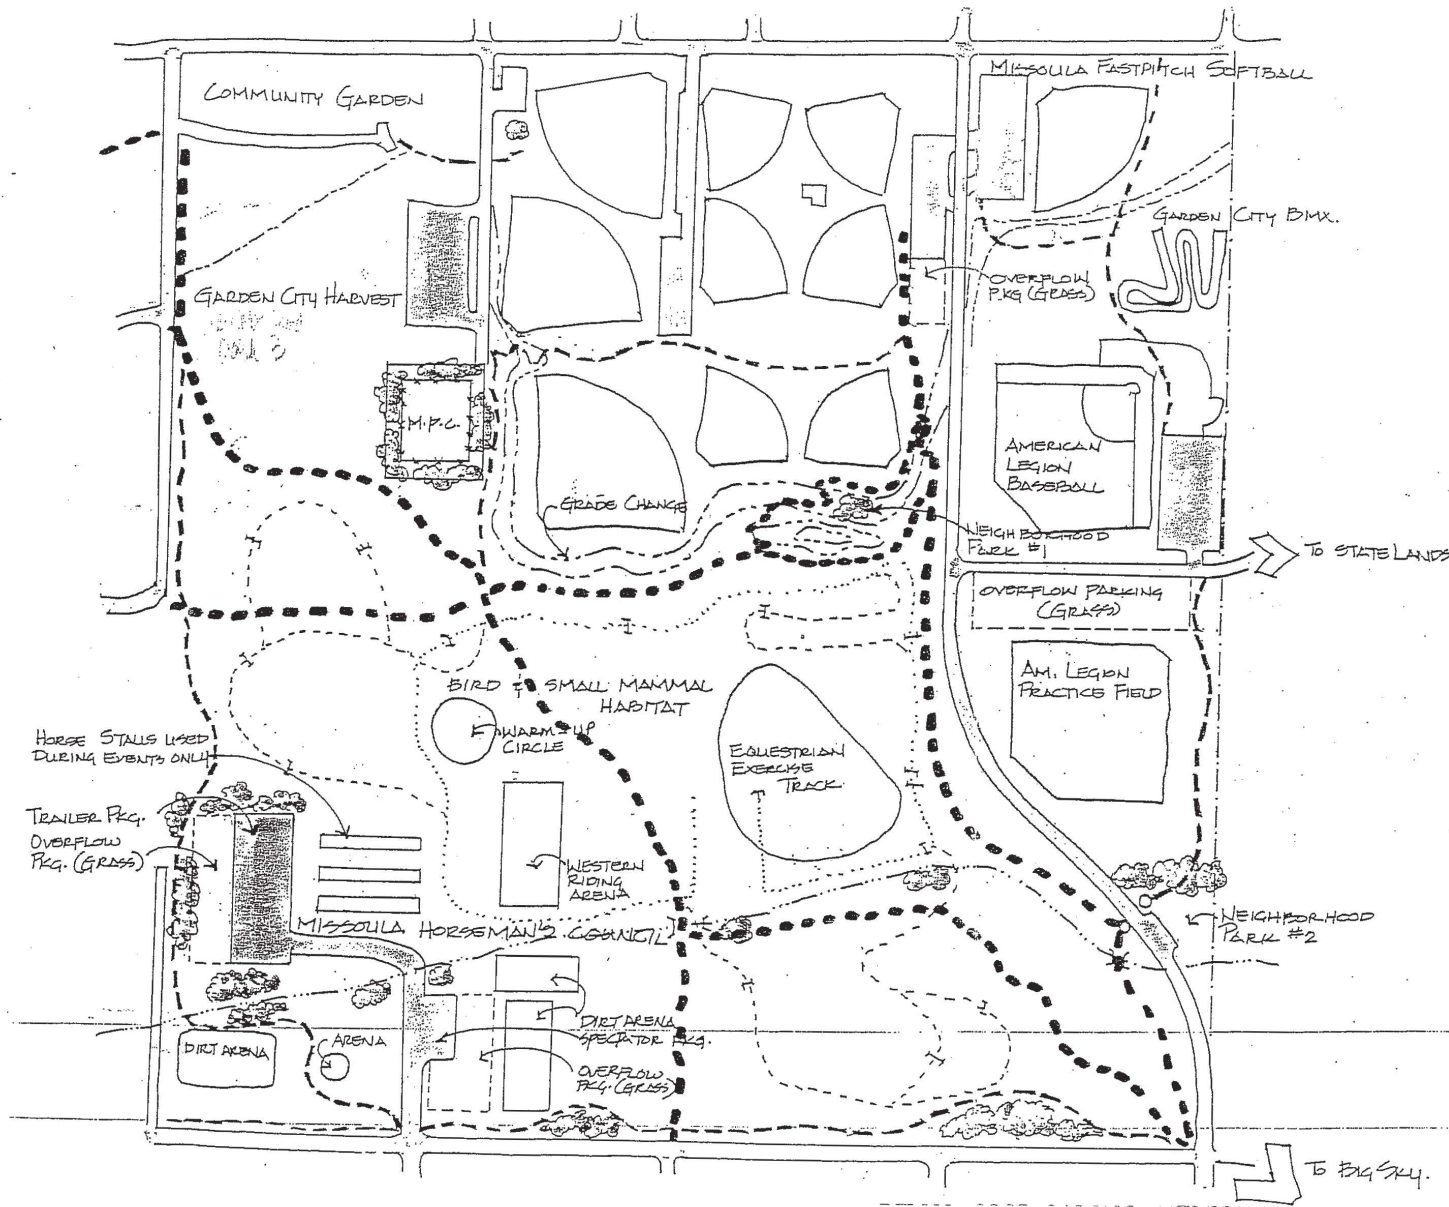 MISSOULA FASTPITCH SOFTBALL
COMMUNITY GARDEN
GARDEN CITY BMX.
OVERFLOW
PKG (GRASS)
GARDEN CITY HARVEST
M.P.C.
AMERICAN
LEGION
BASEBALL
GRADE CHANGE
NEIGHBORHOOD
PARK #1
TO STATE LANDS
OVERFLOW PARKING
(GRASS)
AM. LEGION
PRACTICE FIELD
BIRD & SMALL MAMMAL
HABITAT
WARM-UP
CIRCLE
HORSE STALLS USED
DURING EVENTS ONLY
EQUESTRIAN
EXERCISE
TRACK
TRAILER PKG.
OVERFLOW
PKG. (GRASS)
WESTERN
RIDING
ARENA
MISSOULA HORSEMAN'S COUNCIL
NEIGHBORHOOD
PARK #2
DIRT ARENA
SPECTATOR PKG.
DIRT ARENA
ARENA
OVERFLOW
PKG. (GRASS)
TO BIG SKY.